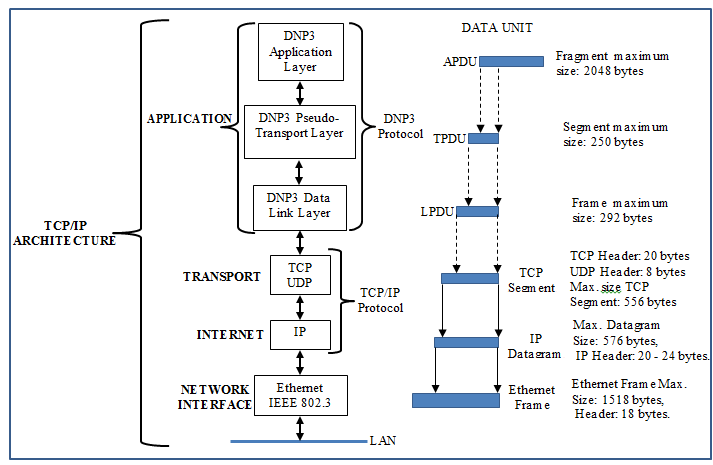 DATA UNIT
DNP3
Application
Layer
APDU
Fragment maximum
size: 2048 bytes
APPLICATION
DNP3 Pseudo-
Transport Layer
DNP3
Protocol
TPDU
Segment maximum
size: 250 bytes
DNP3 Data
Link Layer
LPDU
Frame maximum
size: 292 bytes
TCP/IP
ARCHITECTURE
TRANSPORT
TCP
UDP
TCP/IP
Protocol
TCP
Segment
TCP Header: 20 bytes
UDP Header: 8 bytes
Max. size TCP
Segment: 556 bytes
INTERNET
IP
IP
Datagram
Max. Datagram
Size: 576 bytes,
IP Header: 20 - 24 bytes.
NETWORK
INTERFACE
Ethernet
IEEE 802.3
Ethernet
Frame
Ethernet Frame Max.
Size: 1518 bytes,
Header: 18 bytes.
LAN